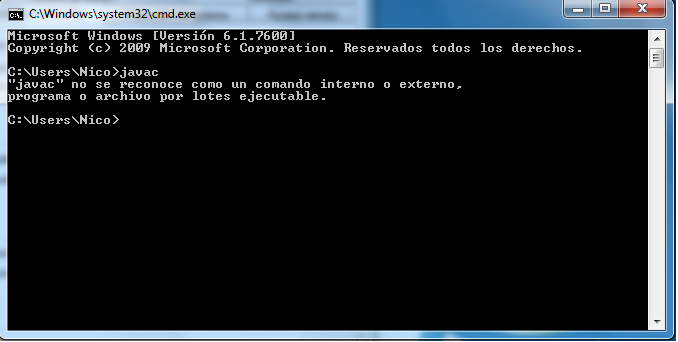 C:\Windows\system32\cmd.exe
Microsoft Windows [Versión 6.1.7600]
Copyright (c) 2009 Microsoft Corporation. Reservados todos los derechos.
C:\Users\Nico>javac
"javac" no se reconoce como un comando interno o externo,
programa o archivo por lotes ejecutable.
C:\Users\Nico>